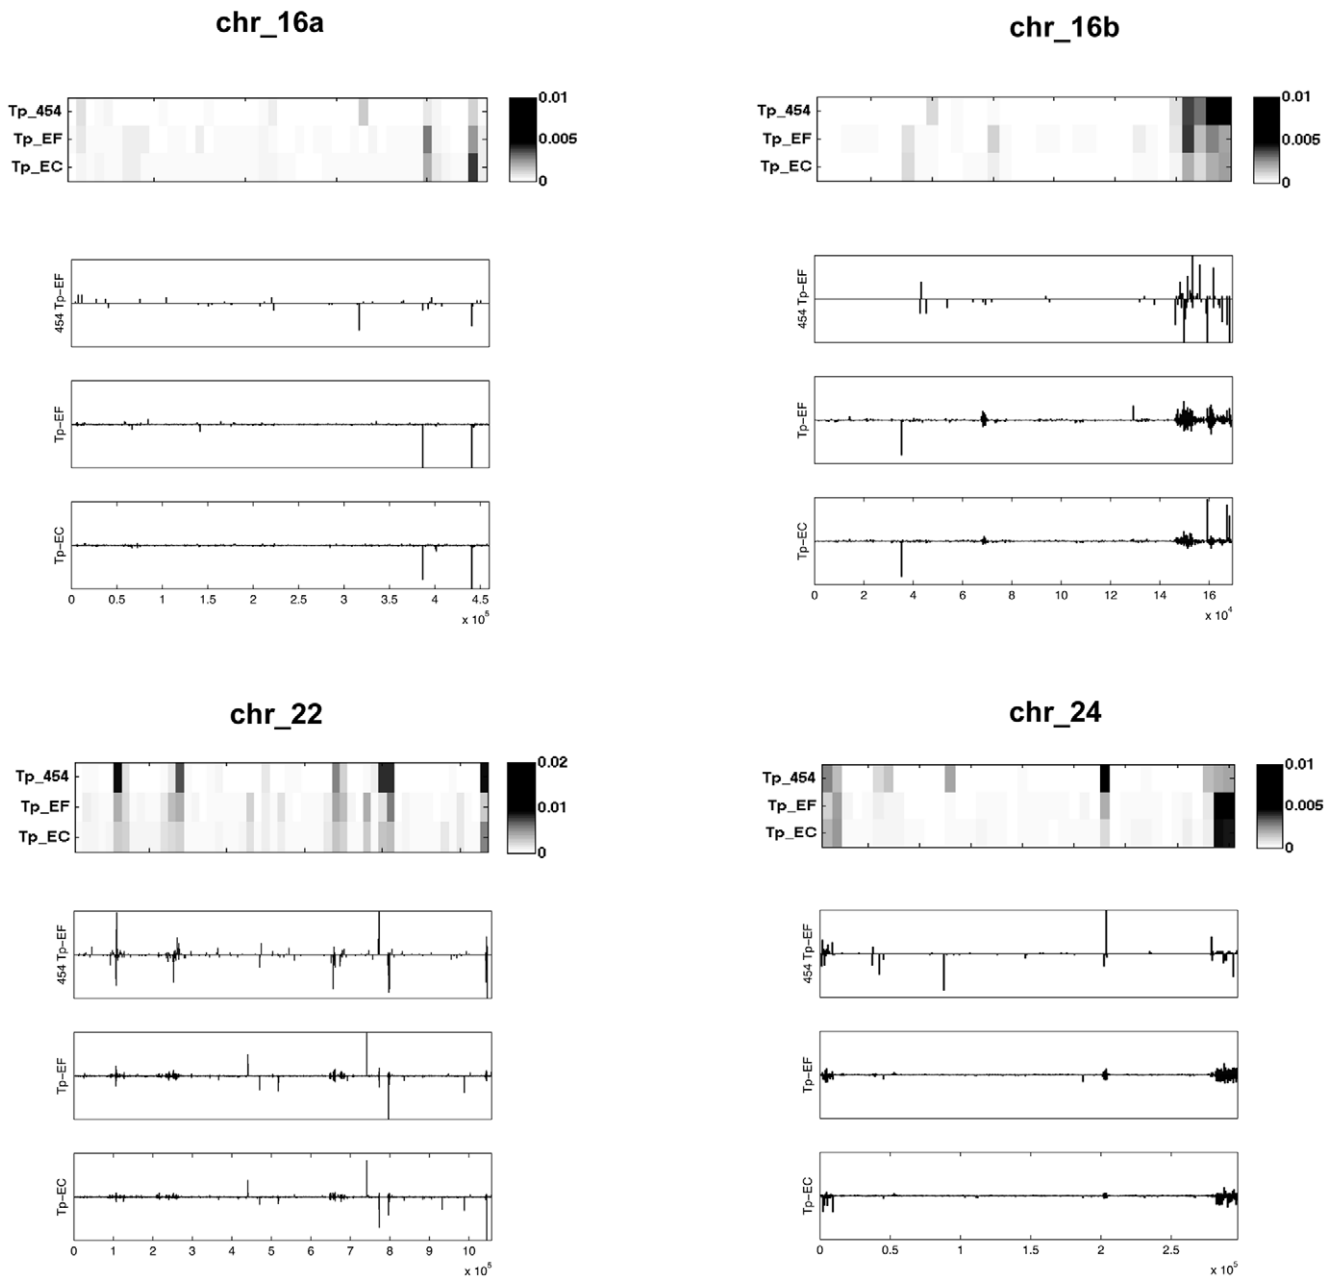 chr_16a
Tp_454
Tp_EF
Tp_EC
0.01
0.005
0
454 Tp-EF
Tp-EF
Tp-EC
0 0.5 1 1.5 2 2.5 3 3.5 4 4.5
x 10⁵
chr_16b
Tp_454
Tp_EF
Tp_EC
0.01
0.005
0
454 Tp-EF
Tp-EF
Tp-EC
0 2 4 6 8 10 12 14 16
x 10⁴
chr_22
Tp_454
Tp_EF
Tp_EC
0.02
0.01
0
454 Tp-EF
Tp-EF
Tp-EC
0 1 2 3 4 5 6 7 8 9 10
x 10⁵
chr_24
Tp_454
Tp_EF
Tp_EC
0.01
0.005
0
454 Tp-EF
Tp-EF
Tp-EC
0 0.5 1 1.5 2 2.5
x 10⁵